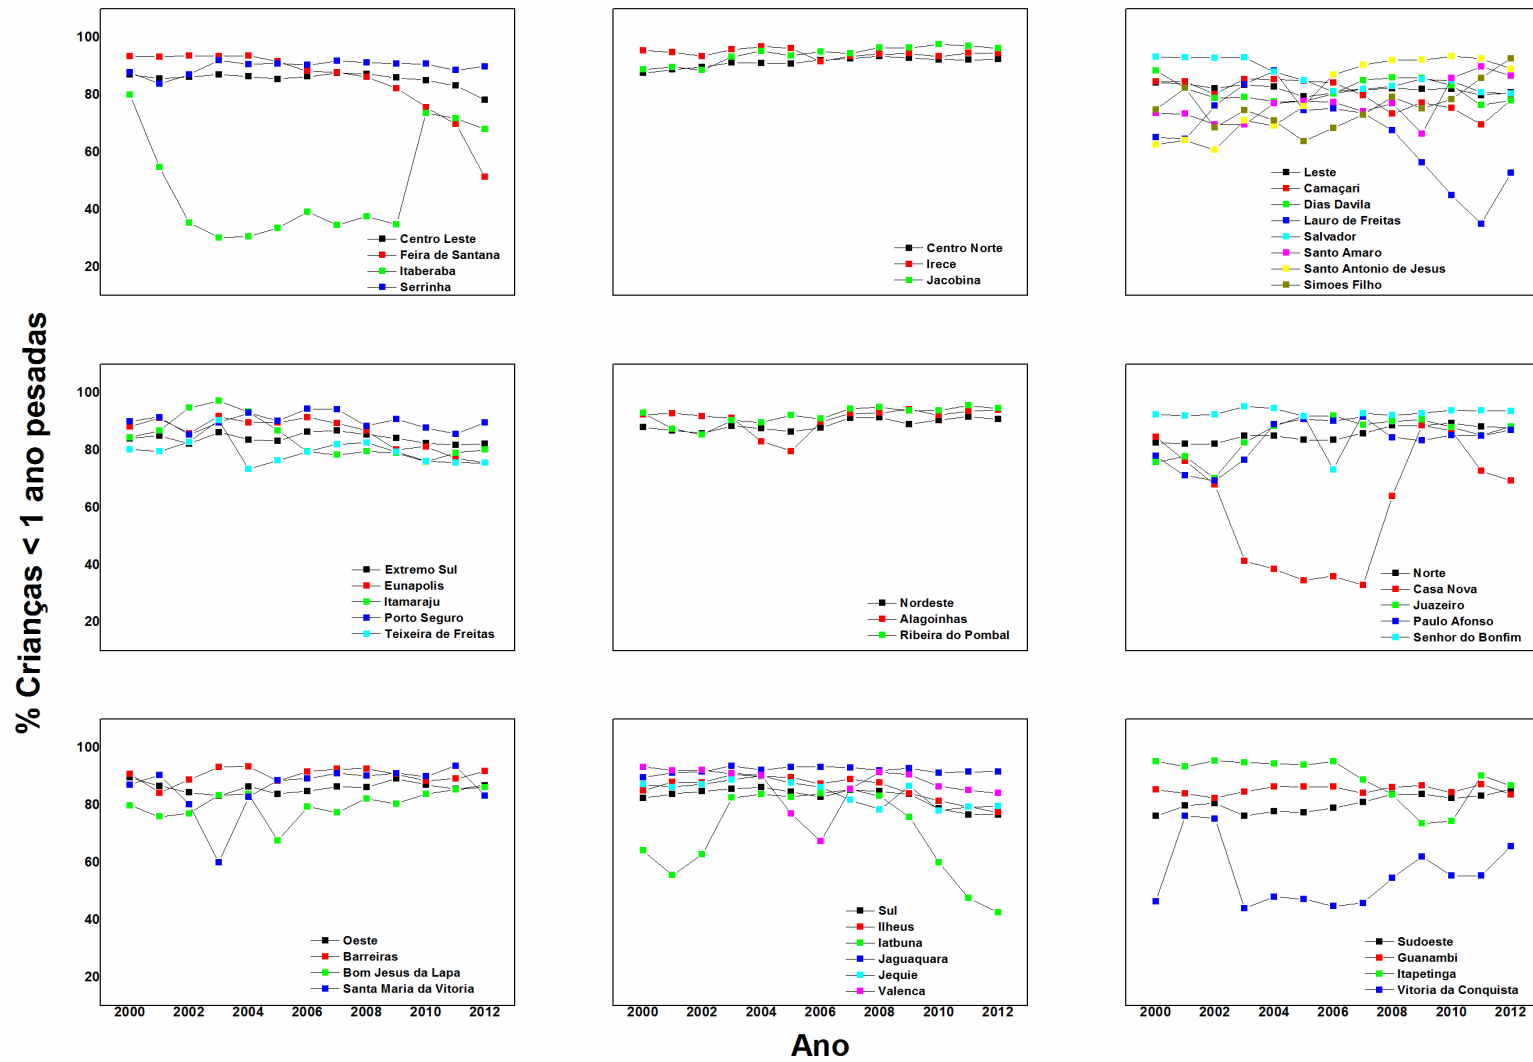 % Crianças < 1 ano pesadas
100
80
60
40
20
Centro Leste
Feira de Santana
Itaberaba
Serrinha
Centro Norte
Irece
Jacobina
Leste
Camaçari
Dias Davila
Lauro de Freitas
Salvador
Santo Amaro
Santo Antonio de Jesus
Simoes Filho
100
80
60
40
20
Extremo Sul
Eunapolis
Itamaraju
Porto Seguro
Teixeira de Freitas
Nordeste
Alagoinhas
Ribeira do Pombal
Norte
Casa Nova
Juazeiro
Paulo Afonso
Senhor do Bonfim
100
80
60
40
20
Oeste
Barreiras
Bom Jesus da Lapa
Santa Maria da Vitoria
2000 2002 2004 2006 2008 2010 2012
Sul
Ilheus
Iatbuna
Jaguaquara
Jequie
Valenca
2000 2002 2004 2006 2008 2010 2012
Sudoeste
Guanambi
Itapetinga
Vitoria da Conquista
2000 2002 2004 2006 2008 2010 2012
Ano